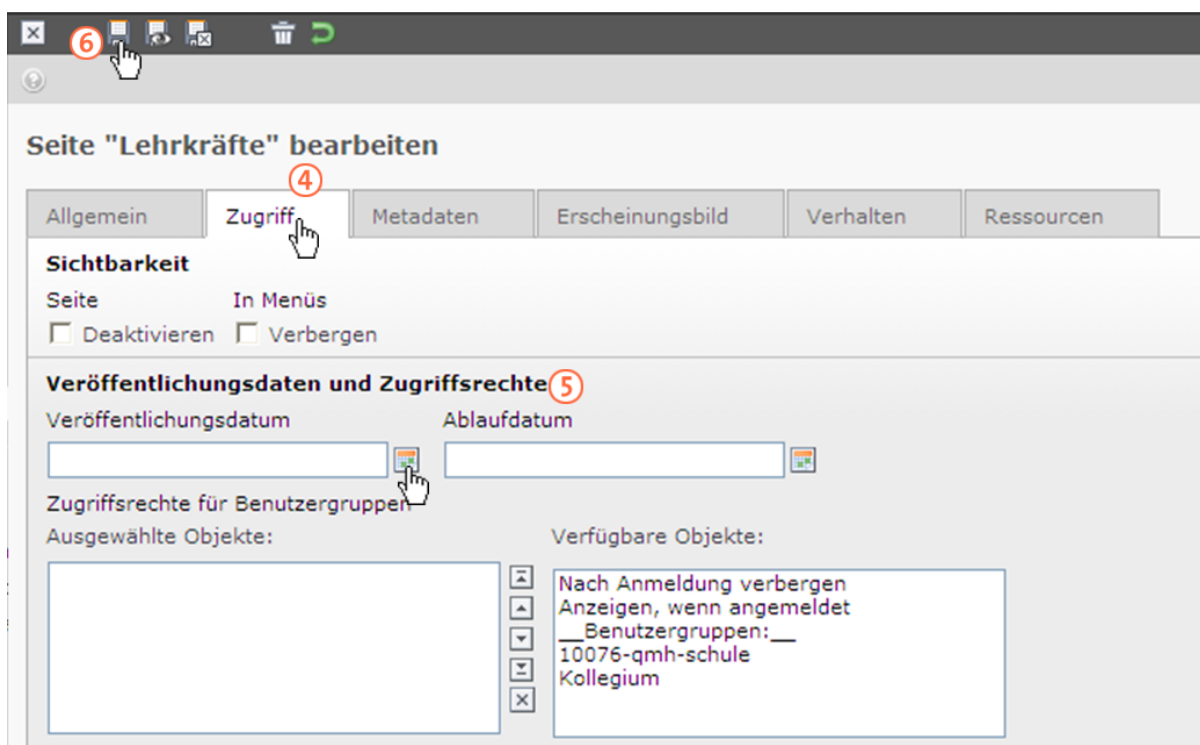 6
Seite "Lehrkräfte" bearbeiten
4
Allgemein Zugriff Metadaten Erscheinungsbild Verhalten Ressourcen
Sichtbarkeit
Seite In Menüs
Deaktivieren Verbergen
Veröffentlichungsdaten und Zugriffsrechte 5
Veröffentlichungsdatum Ablaufdatum
Zugriffsrechte für Benutzergruppen
Ausgewählte Objekte: Verfügbare Objekte:
Nach Anmeldung verbergen
Anzeigen, wenn angemeldet
__Benutzergruppen:__
10076-qmh-schule
Kollegium